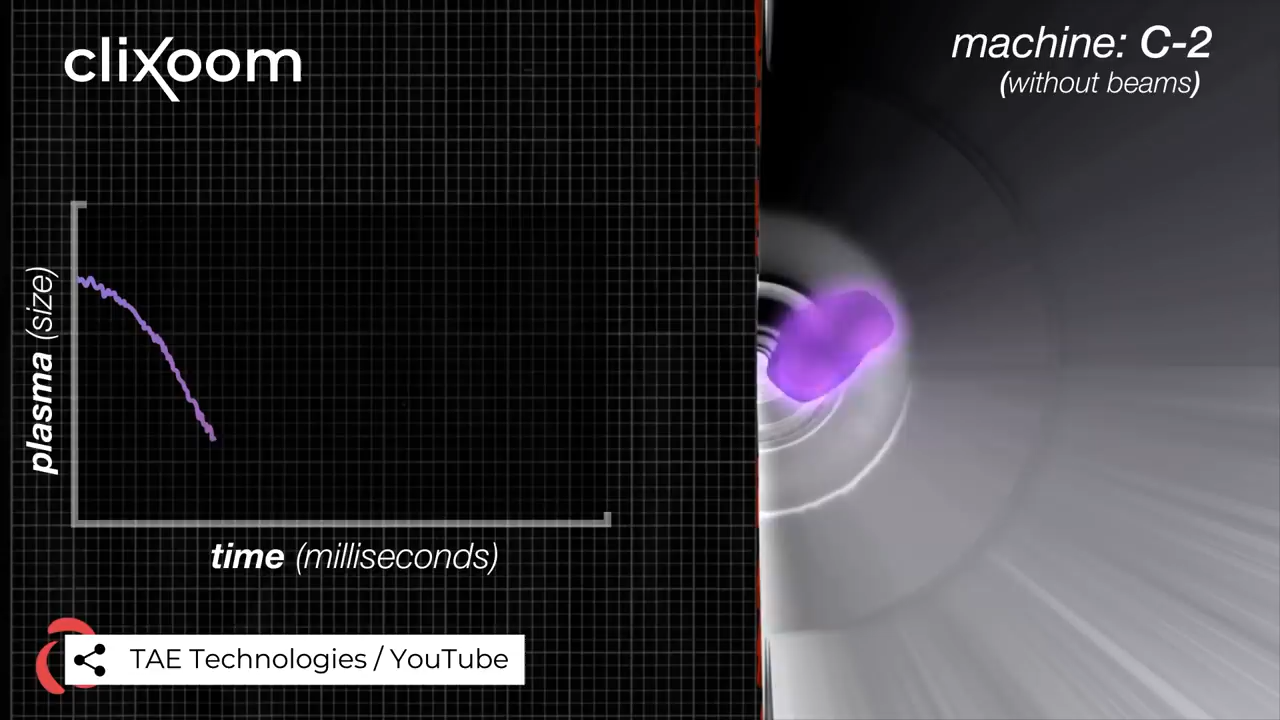 clixoom
machine: C-2
(without beams)
plasma (size)
time (milliseconds)
TAE Technologies / YouTube